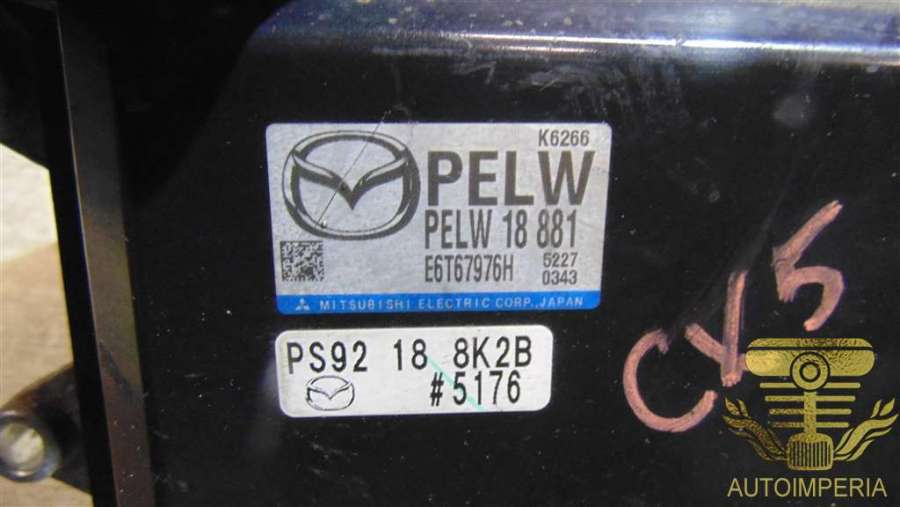 K6266
PELW
PELW 18 881
E6T67976H 5227
0343
MITSUBISHI ELECTRIC CORP., JAPAN
PS92 18 8K2B
#5176
CX5
AUTOIMPERIA